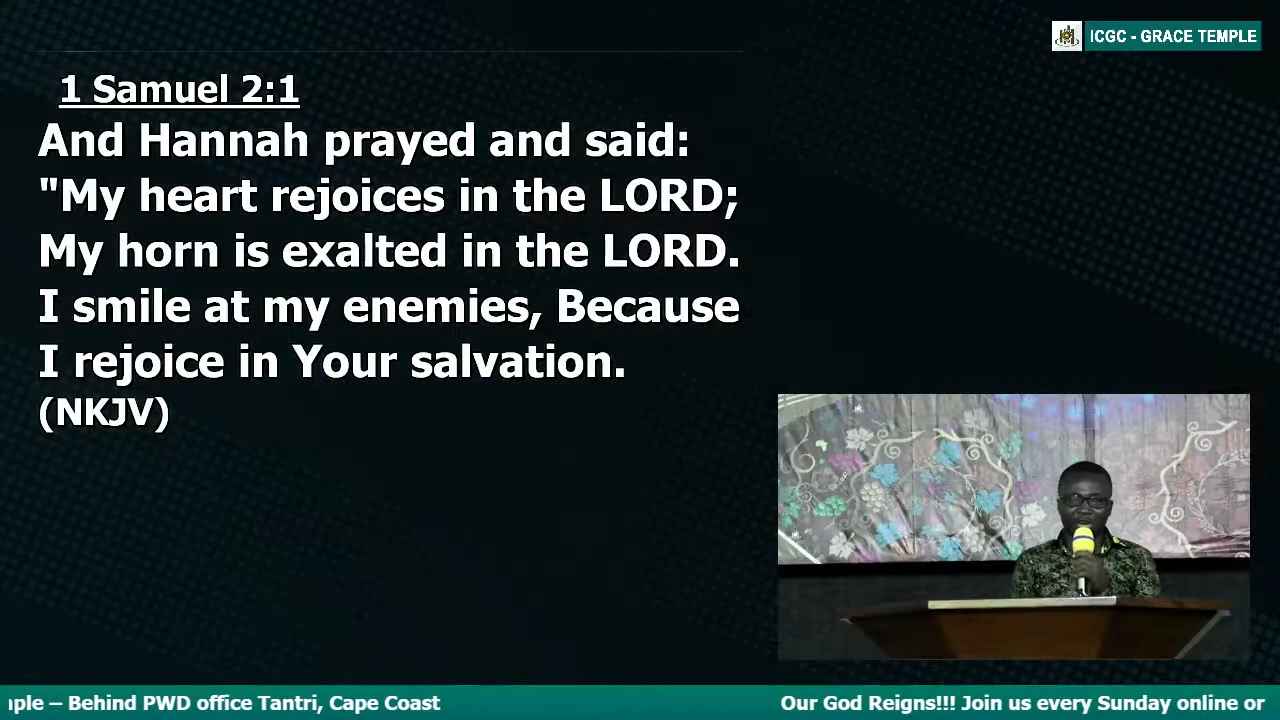 ICGC - GRACE TEMPLE
1 Samuel 2:1
And Hannah prayed and said:
"My heart rejoices in the LORD;
My horn is exalted in the LORD.
I smile at my enemies, Because
I rejoice in Your salvation.
(NKJV)
– Behind PWD office Tantri, Cape Coast
Our God Reigns!!! Join us every Sunday online or